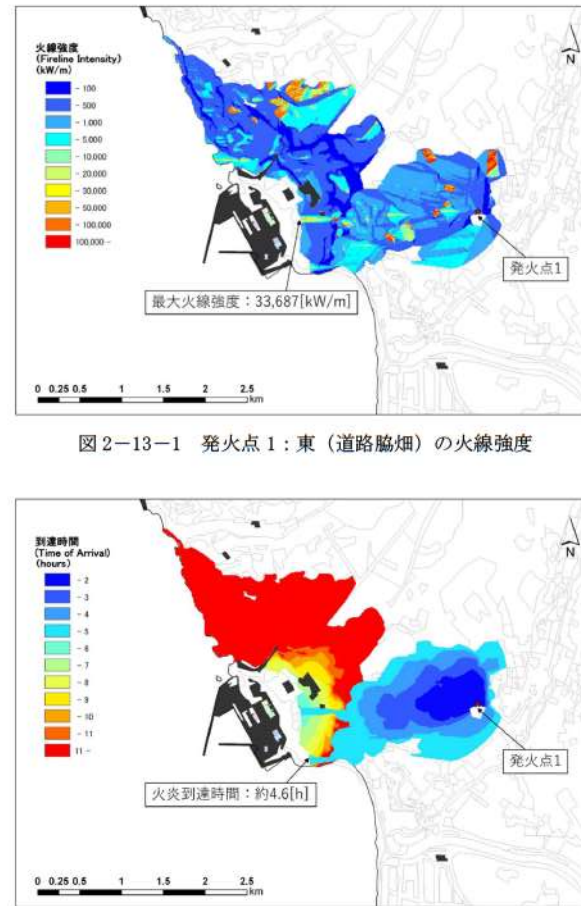 火線強度
(Fireline Intensity)
(kW/m)
- 100
- 500
- 1,000
- 5,000
- 10,000
- 20,000
- 30,000
- 50,000
- 100,000
100,000 -
N
発火点1
最大火線強度：33,687[kW/m]
0 0.25 0.5 1 1.5 2 2.5
km
図2－13－1 発火点1：東（道路脇畑）の火線強度
到達時間
(Time of Arrival)
(hours)
- 2
- 3
- 4
- 5
- 6
- 7
- 8
- 9
- 10
- 11
11 -
N
発火点1
火炎到達時間：約4.6[h]
0 0.25 0.5 1 1.5 2 2.5
km